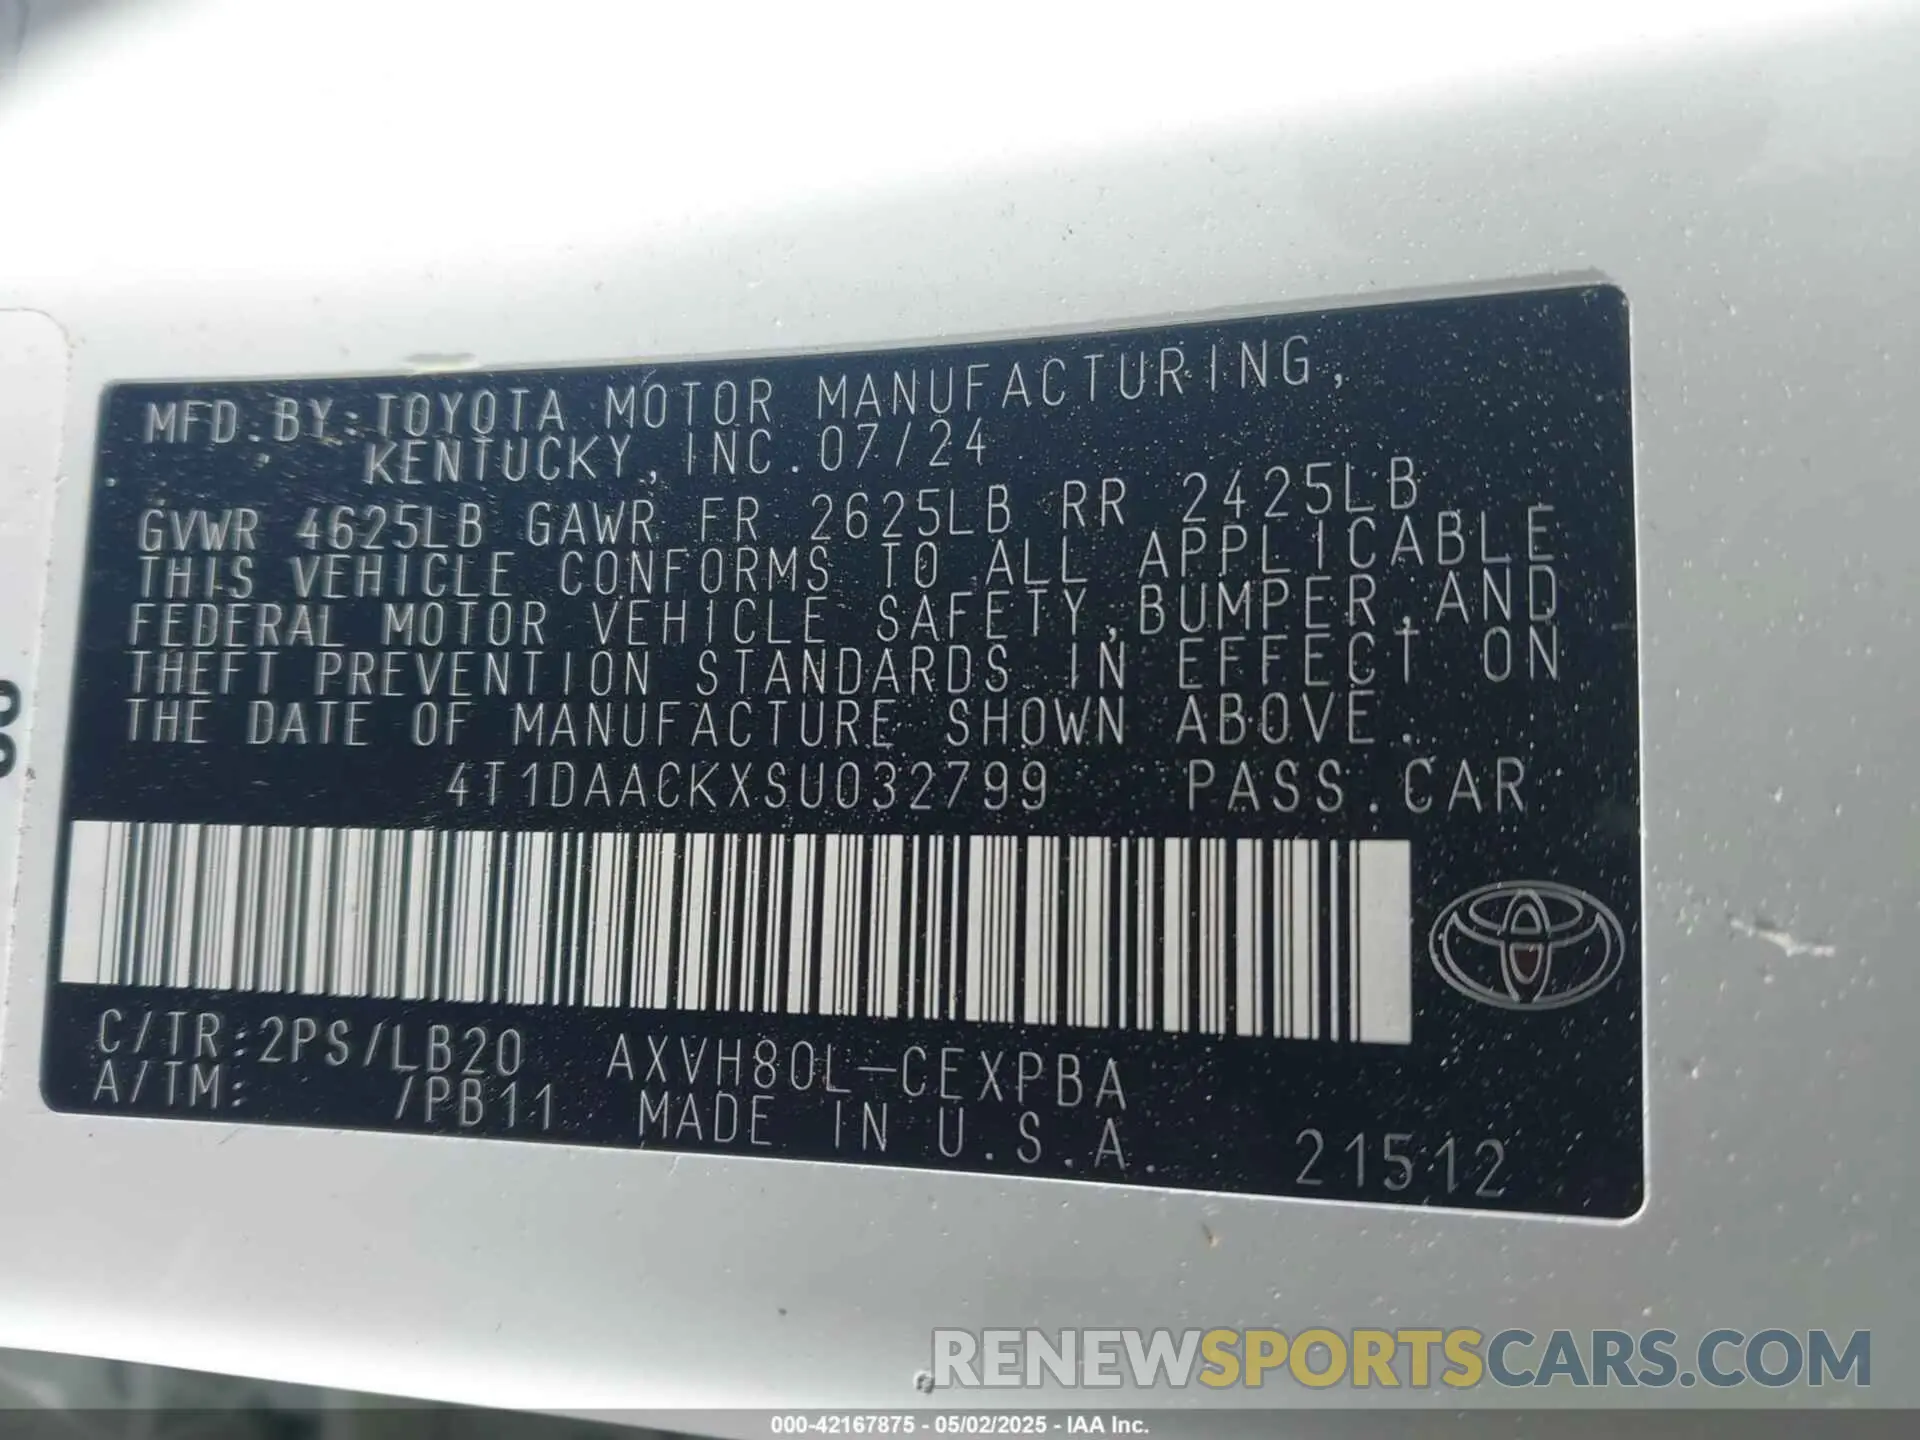 MFD. BY: TOYOTA MOTOR MANUFACTURING,
KENTUCKY, INC. 07/24
GVWR 4625LB GAWR FR 2625LB RR 2425LB
THIS VEHICLE CONFORMS TO ALL APPLICABLE
FEDERAL MOTOR VEHICLE SAFETY, BUMPER, AND
THEFT PREVENTION STANDARDS IN EFFECT ON
THE DATE OF MANUFACTURE SHOWN ABOVE.
4T1DAACKXSU032799 PASS. CAR
C/TR: 2PS/LB20 AXVH80L-CEXPBA
A/TM: /PB11 MADE IN U.S.A. 21512
RENEWSPORTSCARS.COM
000-42167875 - 05/02/2025 - IAA Inc.